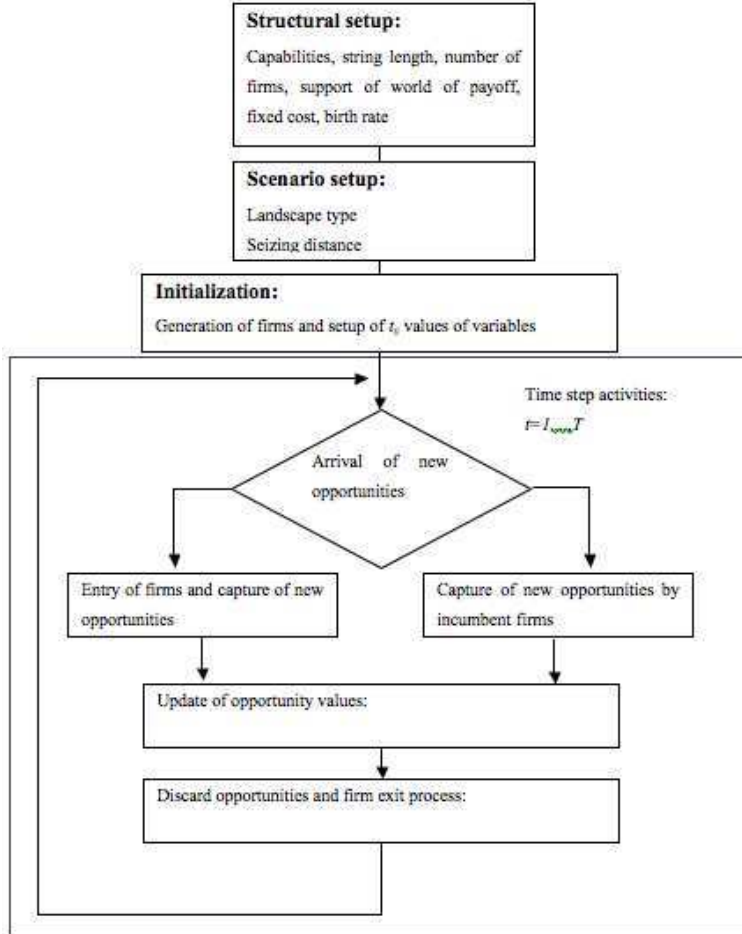 Structural setup:
Capabilities, string length, number of
firms, support of world of payoff,
fixed cost, birth rate
Scenario setup:
Landscape type
Seizing distance
Initialization:
Generation of firms and setup of t₀ values of variables
Time step activities:
t=1,...,T
Arrival of new
opportunities
Entry of firms and capture of new
opportunities
Capture of new opportunities by
incumbent firms
Update of opportunity values:
Discard opportunities and firm exit process: